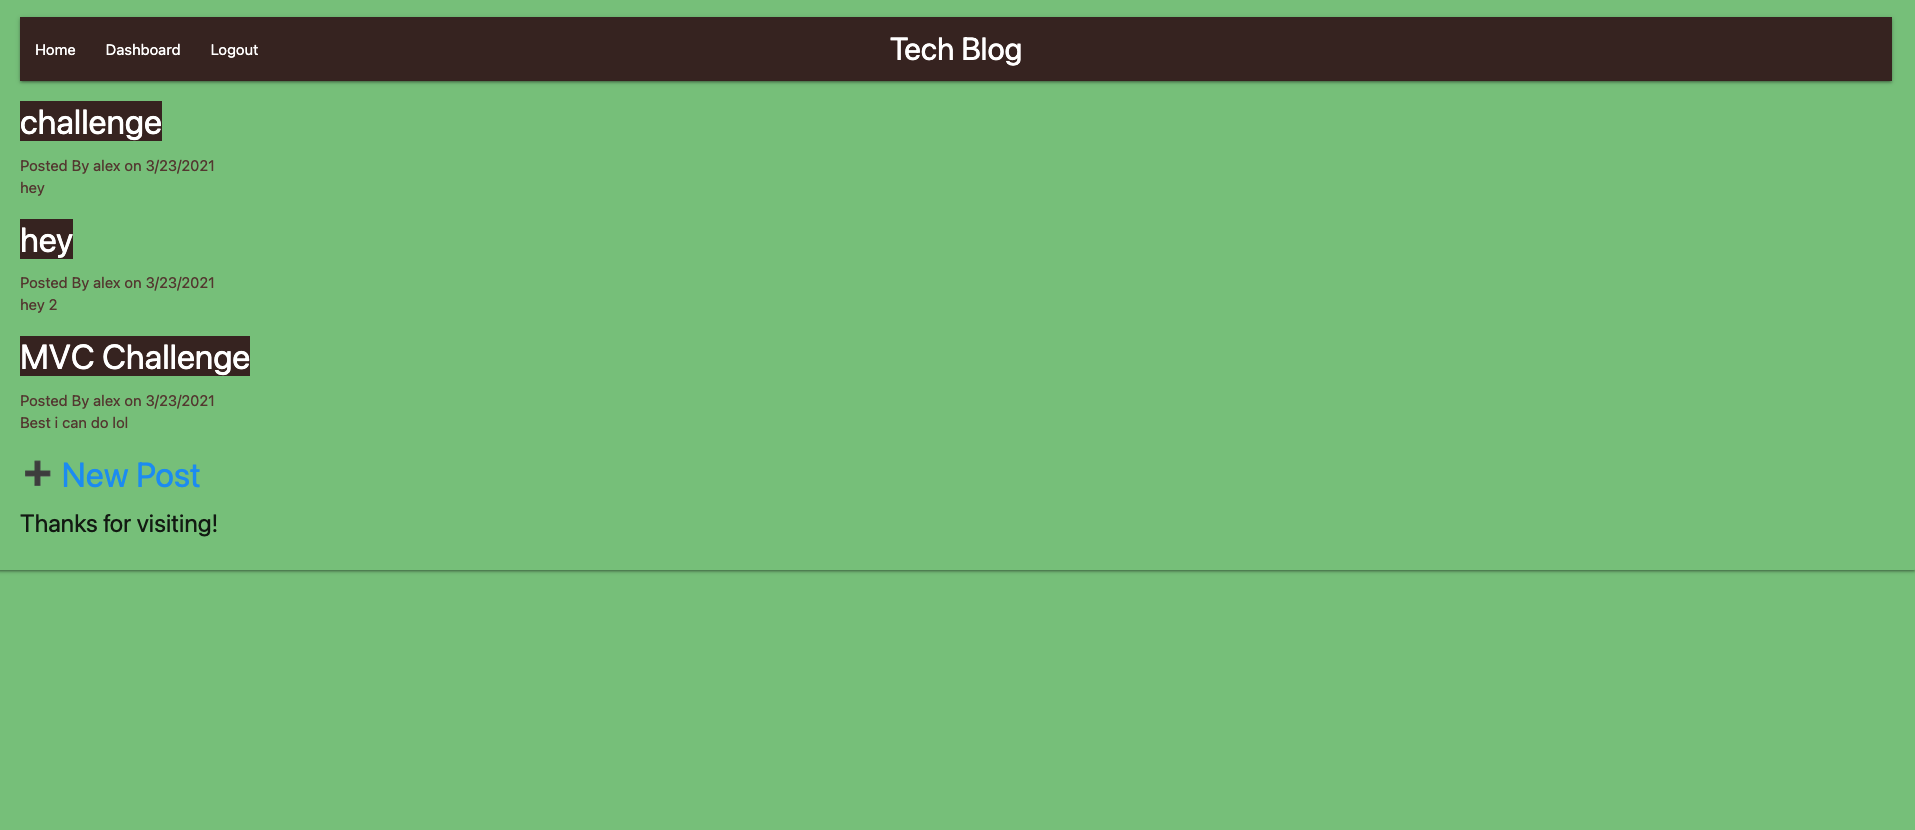 Home Dashboard Logout Tech Blog
challenge
Posted By alex on 3/23/2021
hey
hey
Posted By alex on 3/23/2021
hey 2
MVC Challenge
Posted By alex on 3/23/2021
Best i can do lol
➕ New Post
Thanks for visiting!